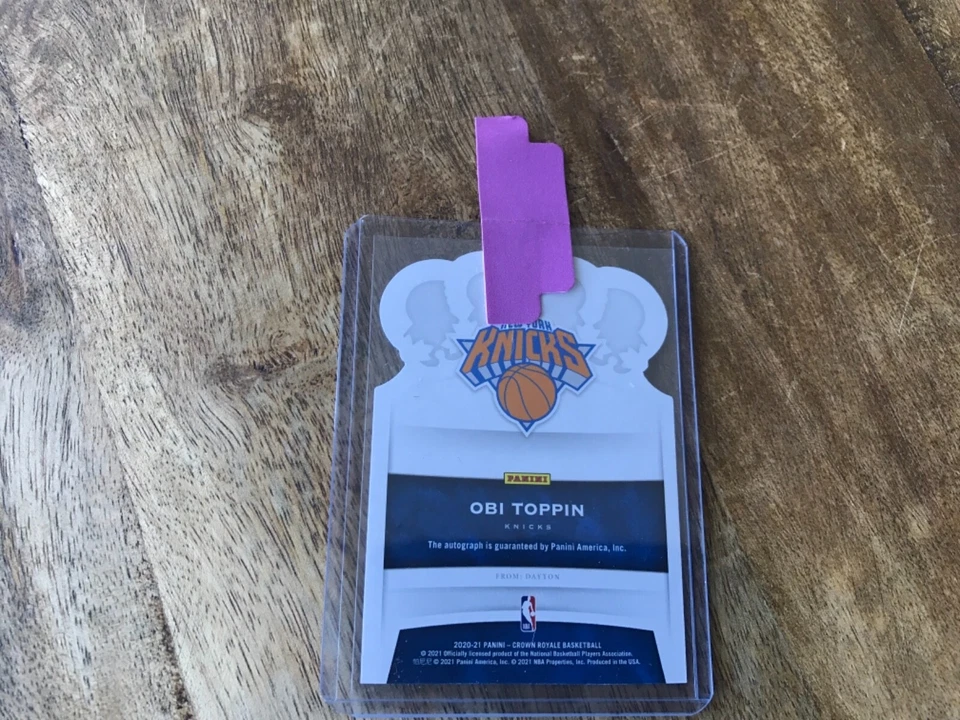 NEW YORK
KNICKS
PANINI
OBI TOPPIN
KNICKS
The autograph is guaranteed by Panini America, Inc.
FROM: DAYTON
2020-21 PANINI – CROWN ROYALE BASKETBALL
© 2021 Officially licensed product of the National Basketball Players Association.
© 2021 Panini America, Inc. © 2021 NBA Properties, Inc. Produced in the USA.